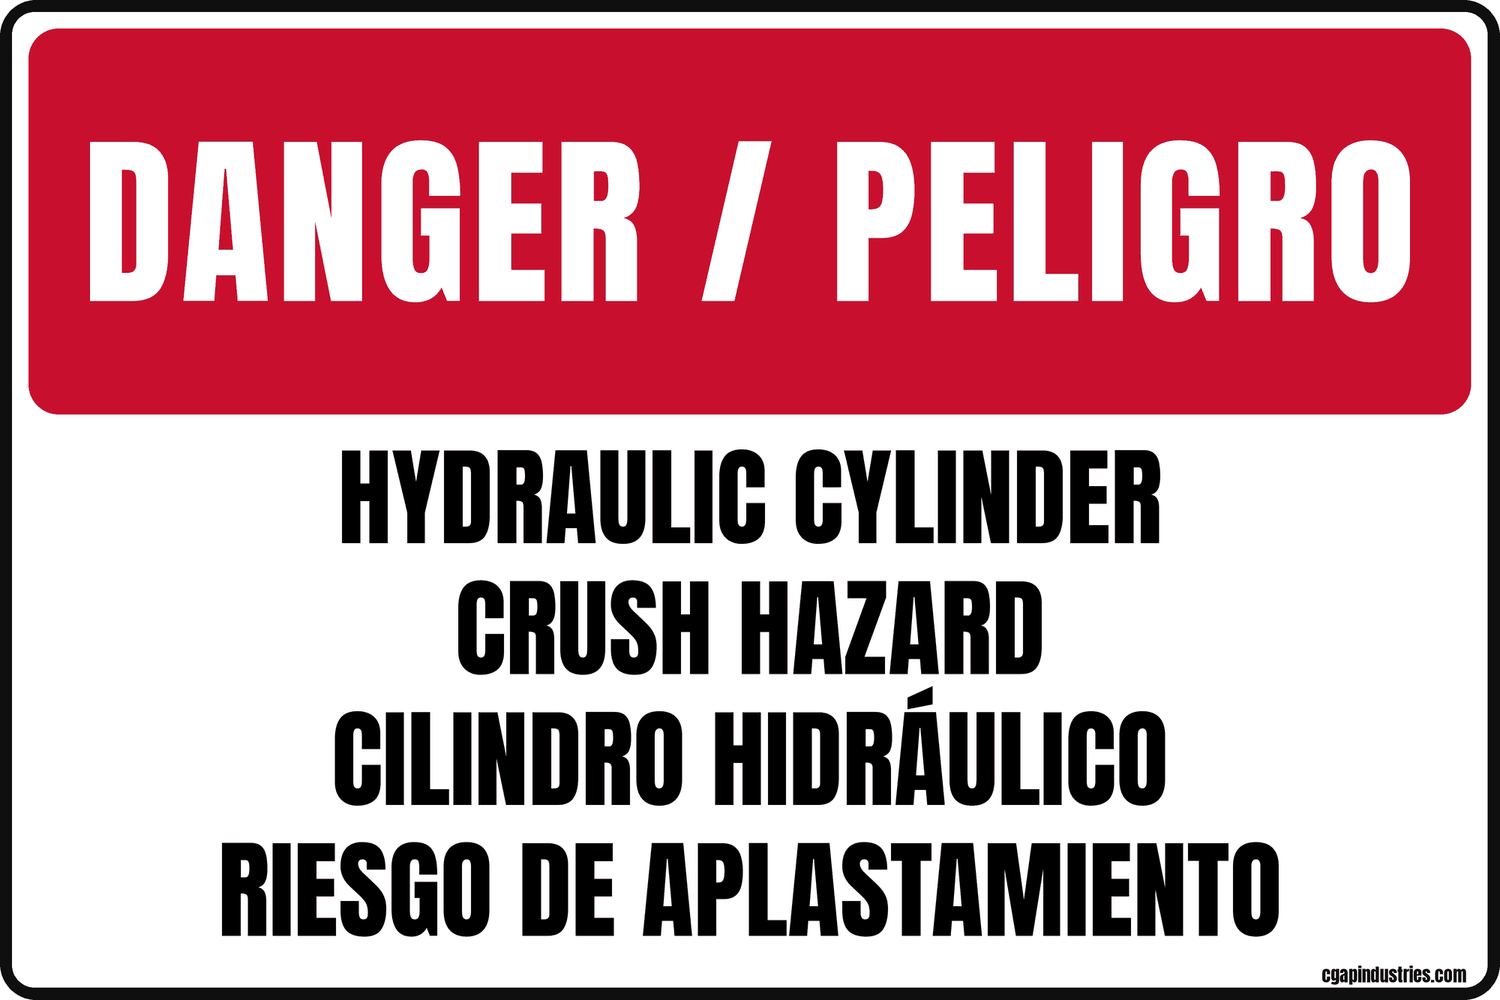 DANGER / PELIGRO
HYDRAULIC CYLINDER
CRUSH HAZARD
CILINDRO HIDRÁULICO
RIESGO DE APLASTAMIENTO
cgapindustries.com